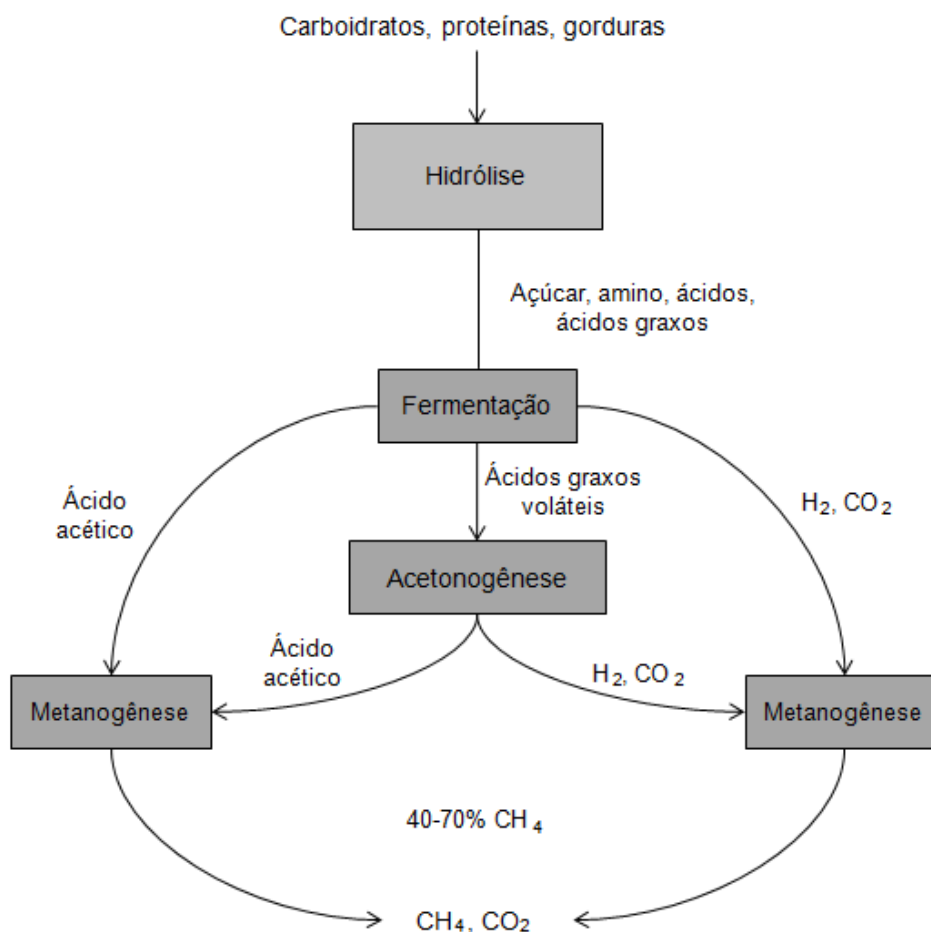 Carboidratos, proteínas, gorduras
Hidrólise
Açúcar, amino, ácidos,
ácidos graxos
Fermentação
Ácidos graxos
voláteis
Ácido
acético
H₂, CO₂
Acetonogênese
Ácido
acético
H₂, CO₂
Metanogênese
Metanogênese
40-70% CH₄
CH₄, CO₂